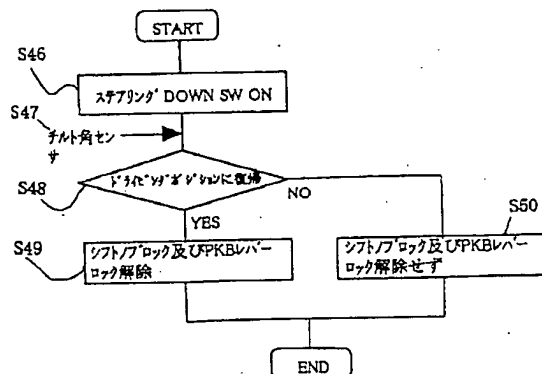 START
S46
ステアリング DOWN SW ON
S47
チルト角セン
サ
S48
ドライビングポジションに復帰
NO
YES
S49
シフトノブロック及びPKBレバー
ロック解除
S50
シフトノブロック及びPKBレバー
ロック解除せず
END